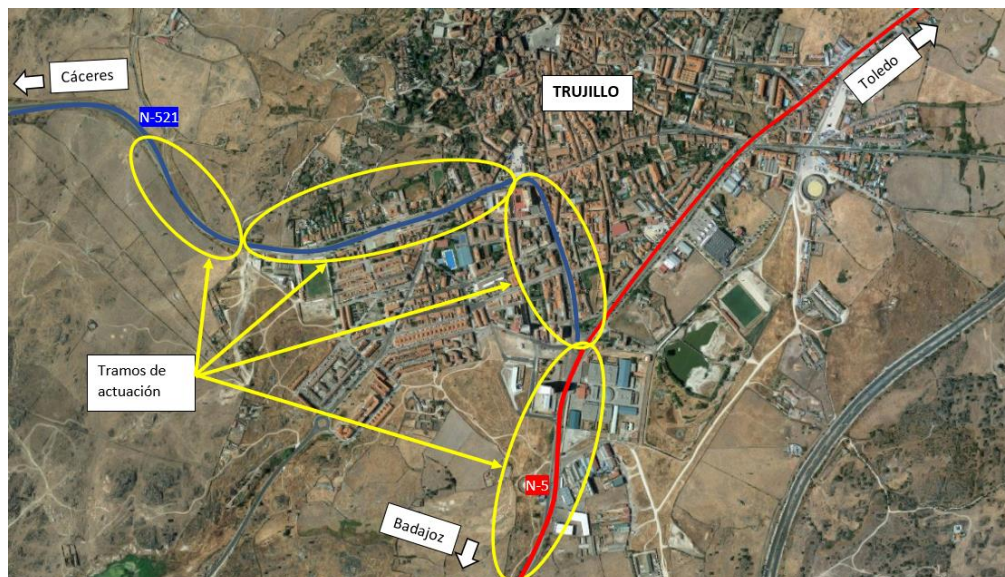 Cáceres
N-521
TRUJILLO
Toledo
Tramos de
actuación
N-5
Badajoz